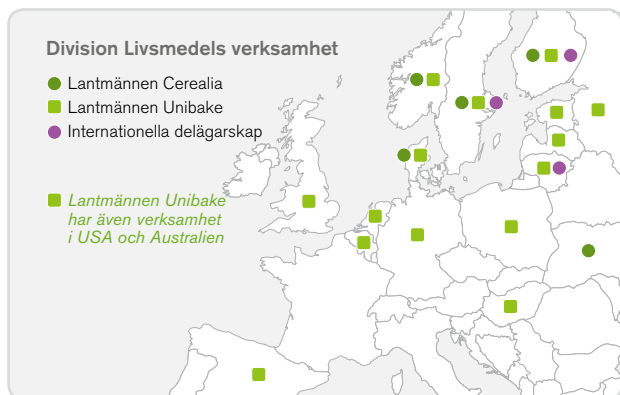 Division Livsmedels verksamhet
Lantmännen Cerealia
Lantmännen Unibake
Internationella delägarskap
Lantmännen Unibake
har även verksamhet
i USA och Australien